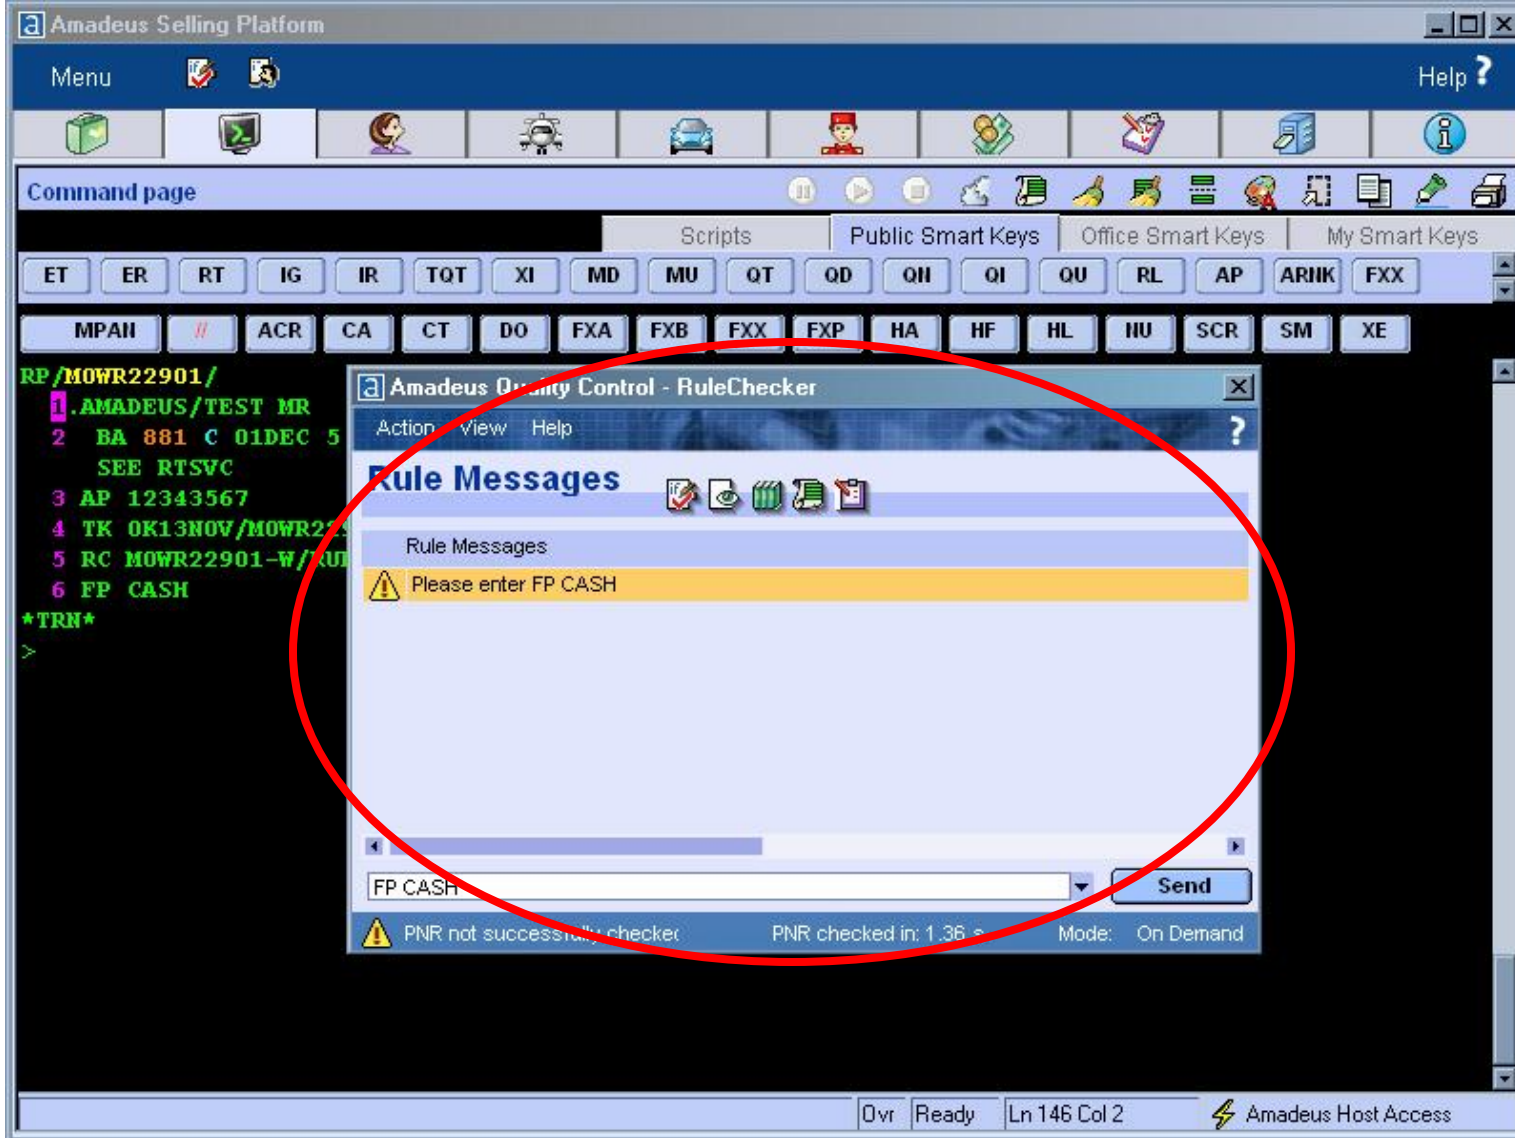 Amadeus Selling Platform
Menu
Help ?
Command page
Scripts
Public Smart Keys
Office Smart Keys
My Smart Keys
ET ER RT IG IR TQT XI MD MU QT QD QN QI QU RL AP ARNK FXX
MPAN // ACR CA CT DO FXA FXB FXX FXP HA HF HL NU SCR SM XE
RP/MOWR22901/
1.AMADEUS/TEST MR
2 BA 881 C 01DEC 5
SEE RTSVC
3 AP 12343567
4 TK OK13NOV/MOWR229
5 RC MOWR22901-W/RUL
6 FP CASH
*TRN*
>
Amadeus Quality Control - RuleChecker
Action View Help
?
Rule Messages
Rule Messages
Please enter FP CASH
FP CASH
Send
PNR not successfully checked
PNR checked in: 1.36 s
Mode: On Demand
Ovr Ready Ln 146 Col 2 Amadeus Host Access